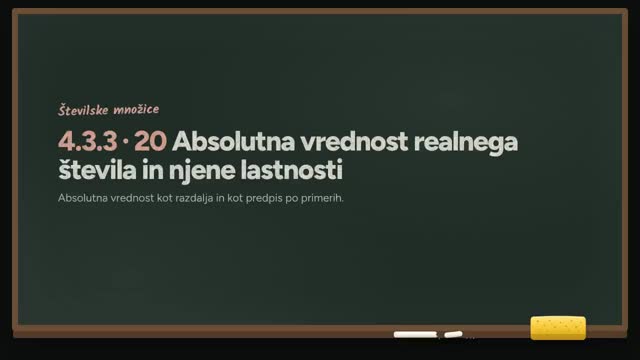 Številske množice
4.3.3 • 20 Absolutna vrednost realnega
števila in njene lastnosti
Absolutna vrednost kot razdalja in kot predpis po primerih.